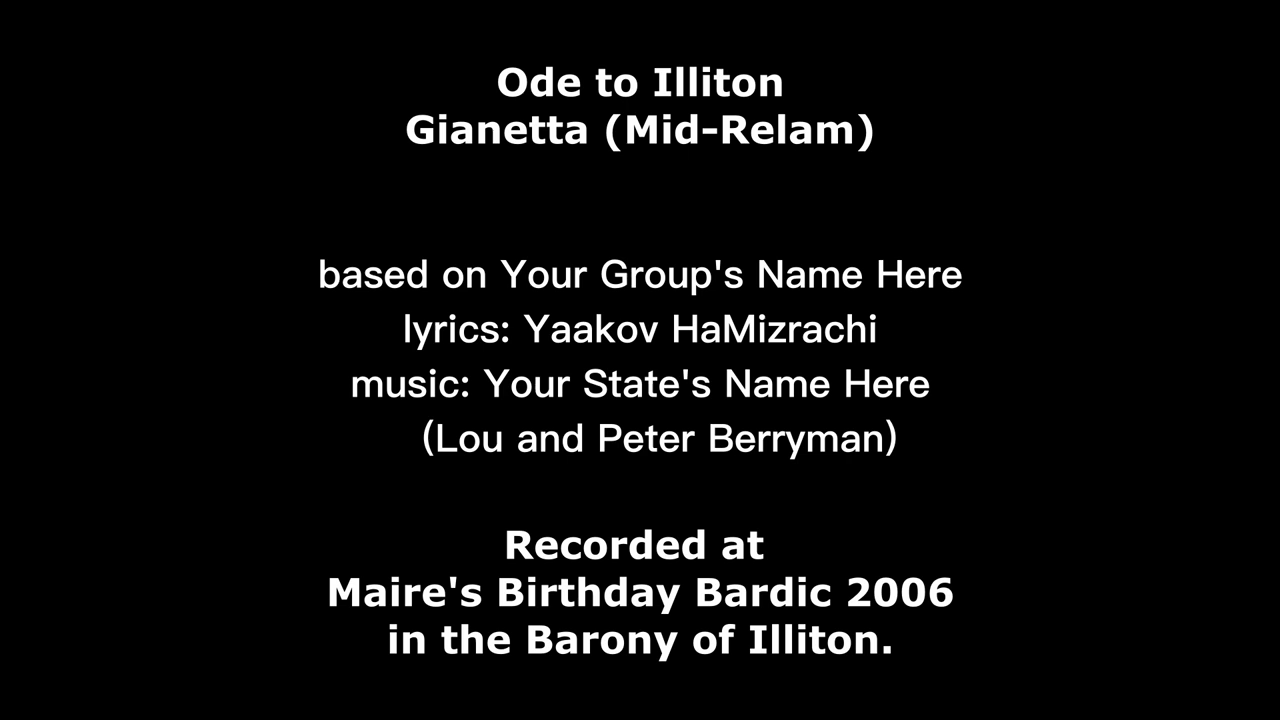 Ode to Illiton
Gianetta (Mid-Relam)
based on Your Group's Name Here
lyrics: Yaakov HaMizrachi
music: Your State's Name Here
(Lou and Peter Berryman)
Recorded at
Maire's Birthday Bardic 2006
in the Barony of Illiton.